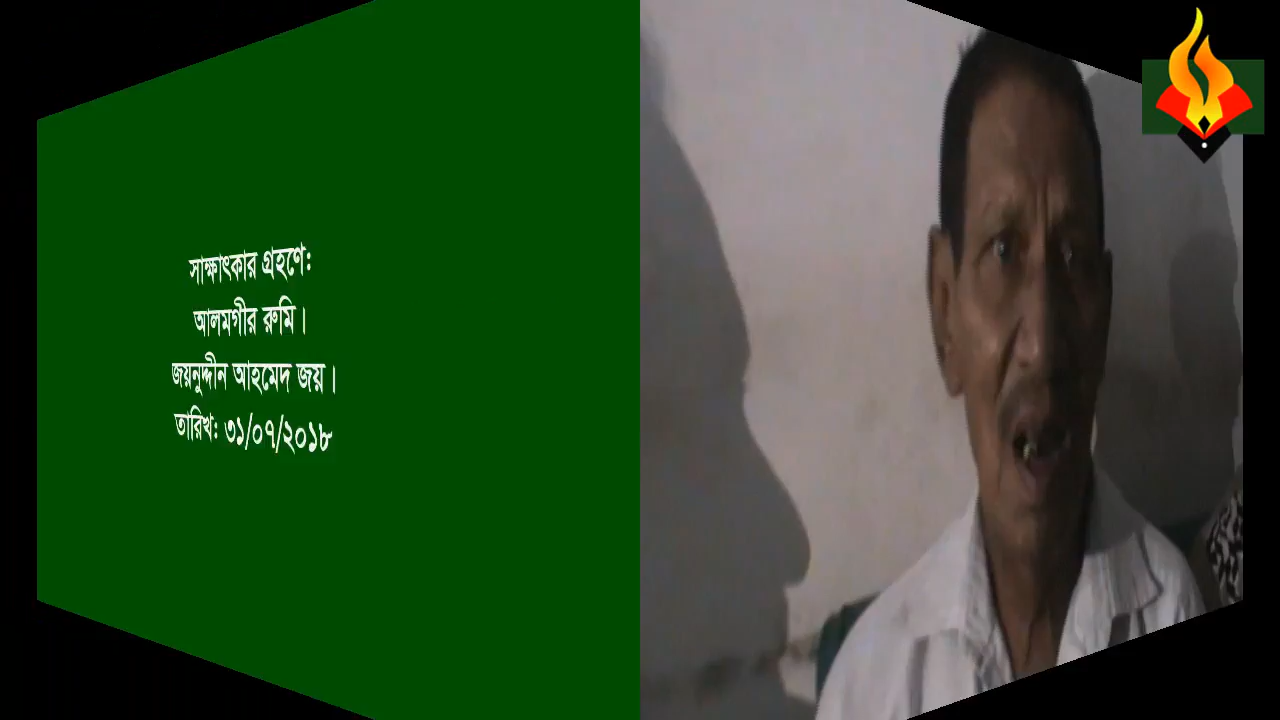 সাক্ষাৎকার গ্রহণে:
আলমগীর রুমি।
জয়নুদ্দীন আহমেদ জয়।
তারিখ: ৩১/০৭/২০১৮